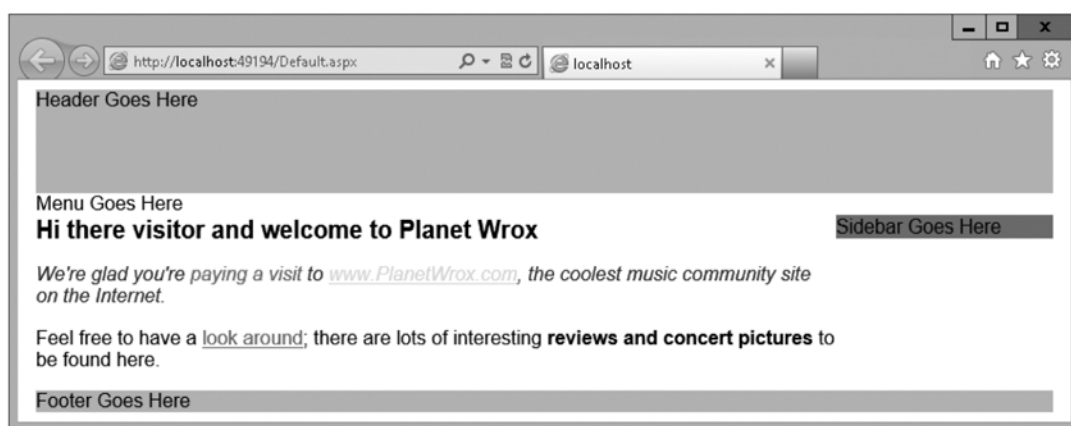 http://localhost:49194/Default.aspx
localhost
Header Goes Here
Menu Goes Here
Hi there visitor and welcome to Planet Wrox
Sidebar Goes Here
We're glad you're paying a visit to www.PlanetWrox.com, the coolest music community site
on the Internet.
Feel free to have a look around; there are lots of interesting reviews and concert pictures to
be found here.
Footer Goes Here